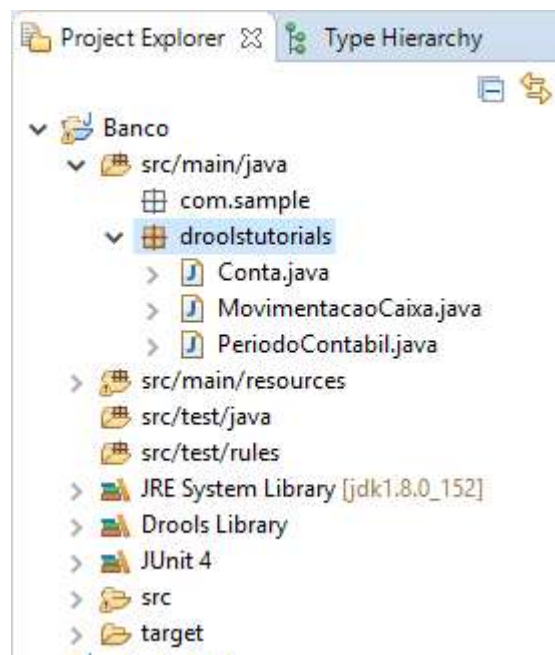 Project Explorer Type Hierarchy
Banco
src/main/java
com.sample
droolstutorials
Conta.java
MovimentacaoCaixa.java
PeriodoContabil.java
src/main/resources
src/test/java
src/test/rules
JRE System Library [jdk1.8.0_152]
Drools Library
JUnit 4
src
target